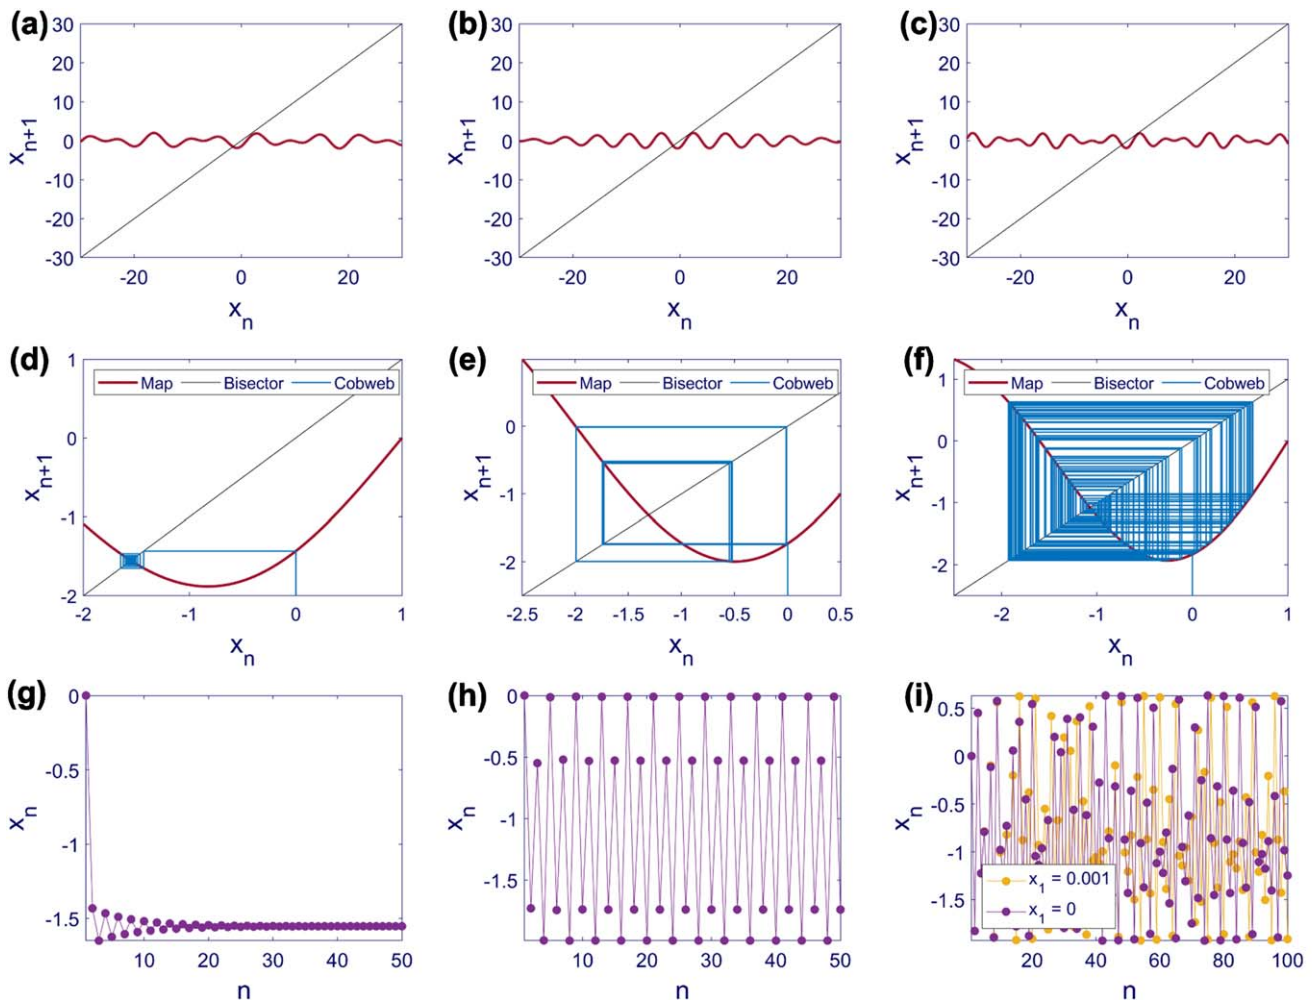 (a)
30
20
10
0
-10
-20
-30
x_{n+1}
-20 0 20
x_n
(b)
30
20
10
0
-10
-20
-30
x_{n+1}
-20 0 20
x_n
(c)
30
20
10
0
-10
-20
-30
x_{n+1}
-20 0 20
x_n
(d)
1
0
-1
-2
x_{n+1}
Map Bisector Cobweb
-2 -1 0 1
x_n
(e)
0
-1
-2
x_{n+1}
Map Bisector Cobweb
-2.5 -2 -1.5 -1 -0.5 0 0.5
x_n
(f)
1
0
-1
-2
x_{n+1}
Map Bisector Cobweb
-2 -1 0 1
x_n
(g)
0
-0.5
-1
-1.5
x_n
10 20 30 40 50
n
(h)
0
-0.5
-1
-1.5
x_n
10 20 30 40 50
n
(i)
0.5
0
-0.5
-1
-1.5
x_n
x_1 = 0.001
x_1 = 0
20 40 60 80 100
n